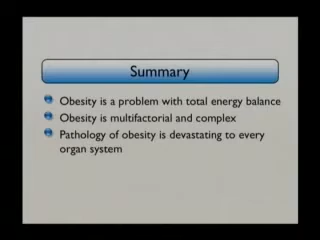 Summary
Obesity is a problem with total energy balance
Obesity is multifactorial and complex
Pathology of obesity is devastating to every
organ system